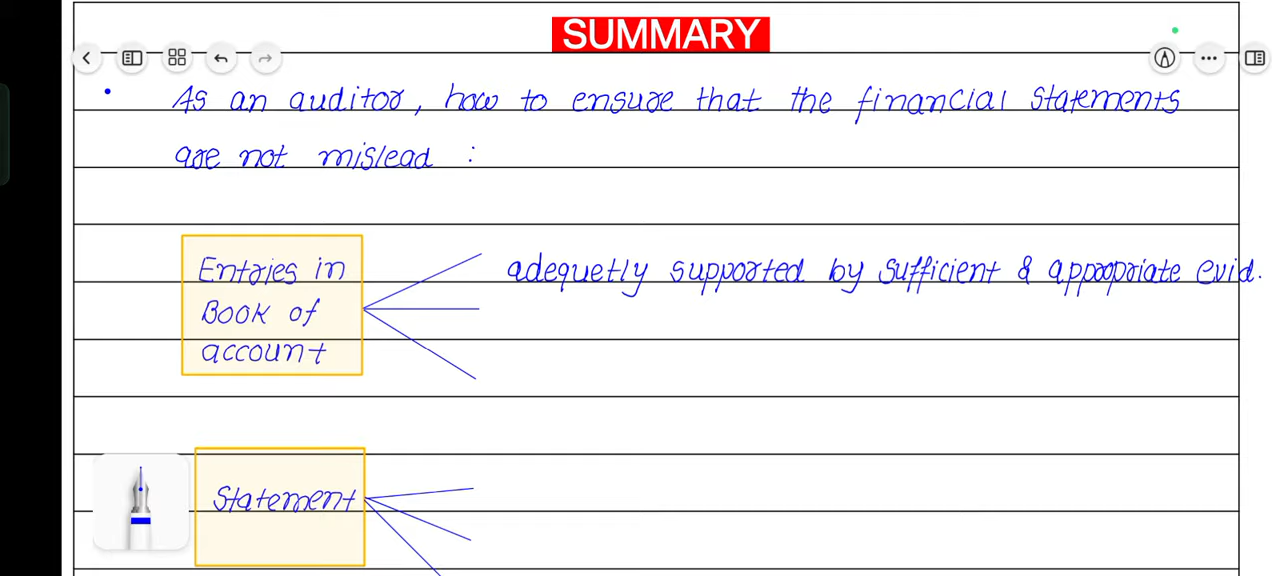 SUMMARY
As an auditor, how to ensure that the financial statements
are not mislead :
Entries in
Book of
account
adequetly supported by sufficient & appropriate evid.
Statement